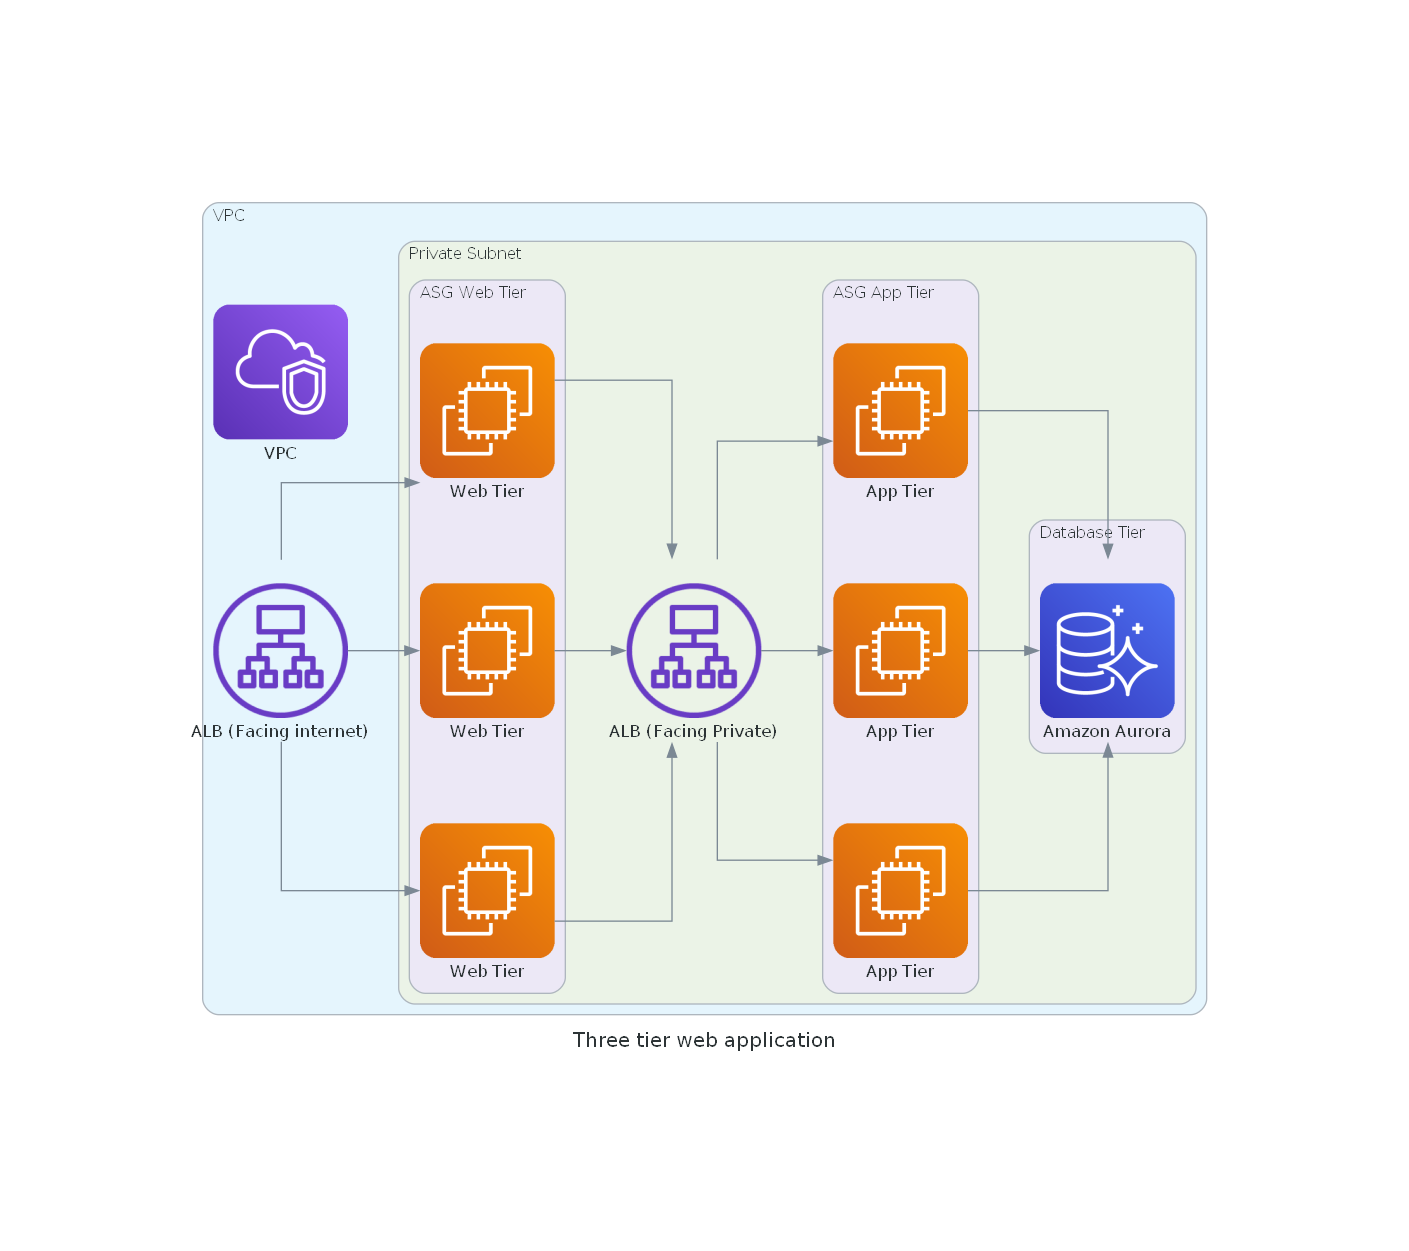 VPC
Private Subnet
ASG Web Tier
ASG App Tier
VPC
Web Tier
App Tier
Database Tier
ALB (Facing internet)
Web Tier
ALB (Facing Private)
App Tier
Amazon Aurora
Web Tier
App Tier
Three tier web application